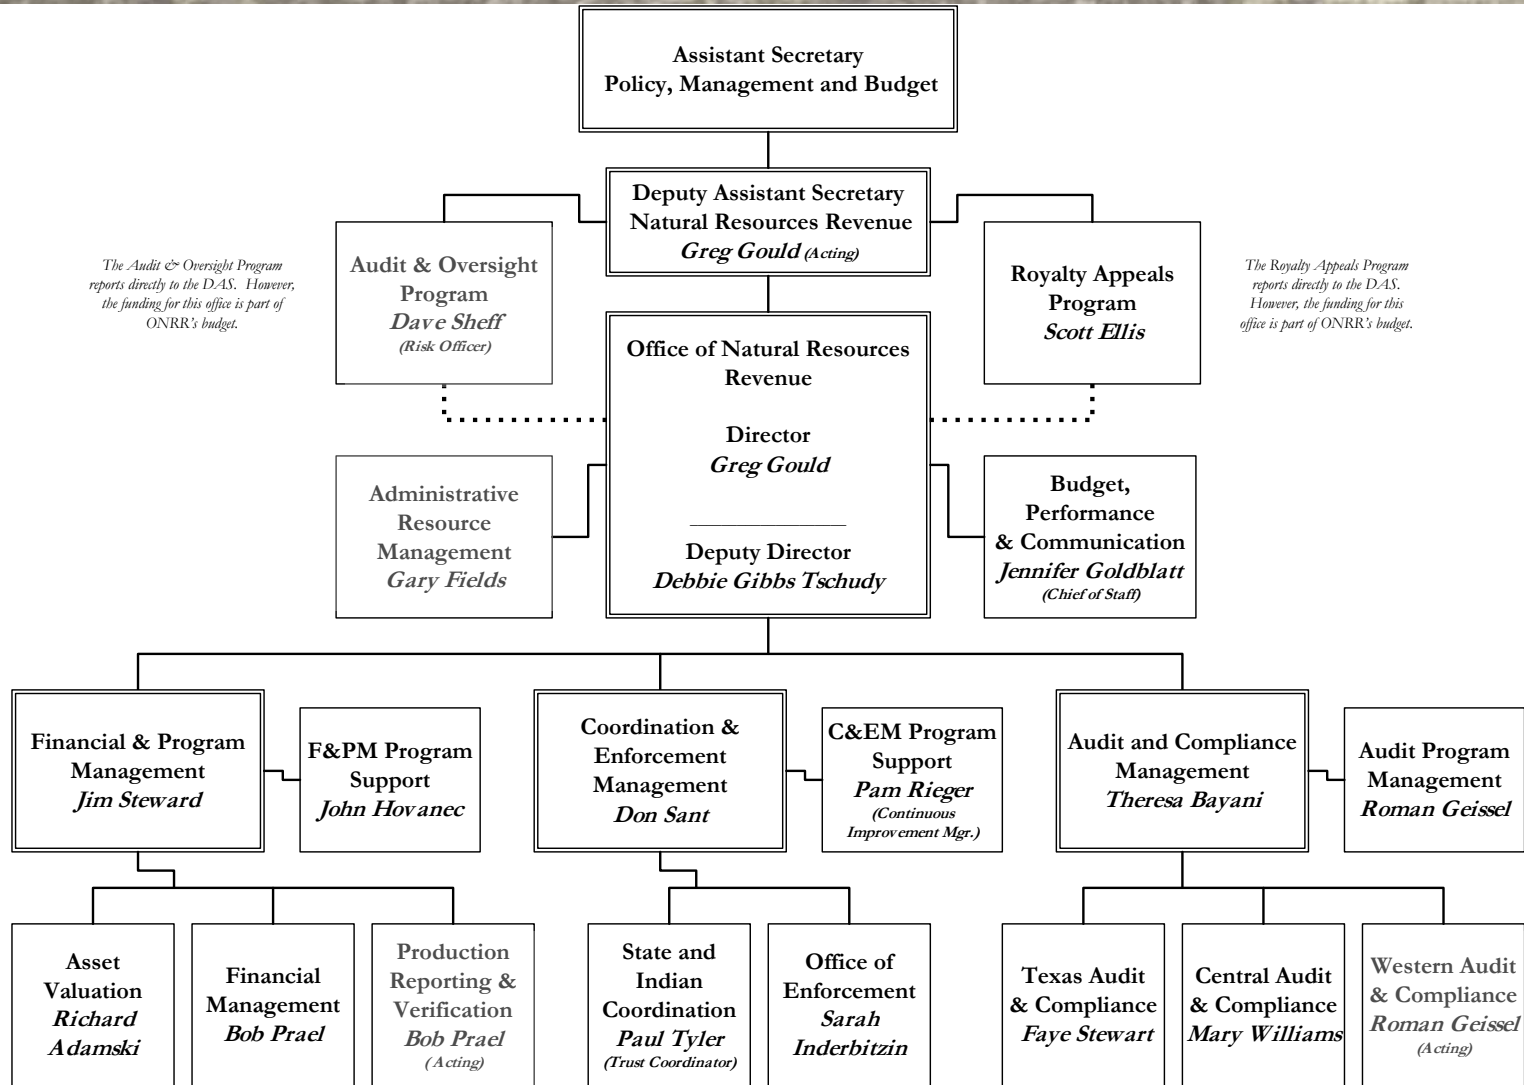 Assistant Secretary
Policy, Management and Budget
Deputy Assistant Secretary
Natural Resources Revenue
Greg Gould (Acting)
The Audit & Oversight Program
reports directly to the DAS. However,
the funding for this office is part of
ONRR's budget.
Audit & Oversight
Program
Dave Sheff
(Risk Officer)
Royalty Appeals
Program
Scott Ellis
The Royalty Appeals Program
reports directly to the DAS.
However, the funding for this
office is part of ONRR's budget.
Office of Natural Resources
Revenue
Director
Greg Gould
Deputy Director
Debbie Gibbs Tschudy
Administrative
Resource
Management
Gary Fields
Budget,
Performance
& Communication
Jennifer Goldblatt
(Chief of Staff)
Financial & Program
Management
Jim Steward
F&PM Program
Support
John Hovanec
Coordination &
Enforcement
Management
Don Sant
C&EM Program
Support
Pam Rieger
(Continuous
Improvement Mgr.)
Audit and Compliance
Management
Theresa Bayani
Audit Program
Management
Roman Geissel
Asset
Valuation
Richard
Adamski
Financial
Management
Bob Prael
Production
Reporting &
Verification
Bob Prael
(Acting)
State and
Indian
Coordination
Paul Tyler
(Trust Coordinator)
Office of
Enforcement
Sarah
Inderbitzin
Texas Audit
& Compliance
Faye Stewart
Central Audit
& Compliance
Mary Williams
Western Audit
& Compliance
Roman Geissel
(Acting)